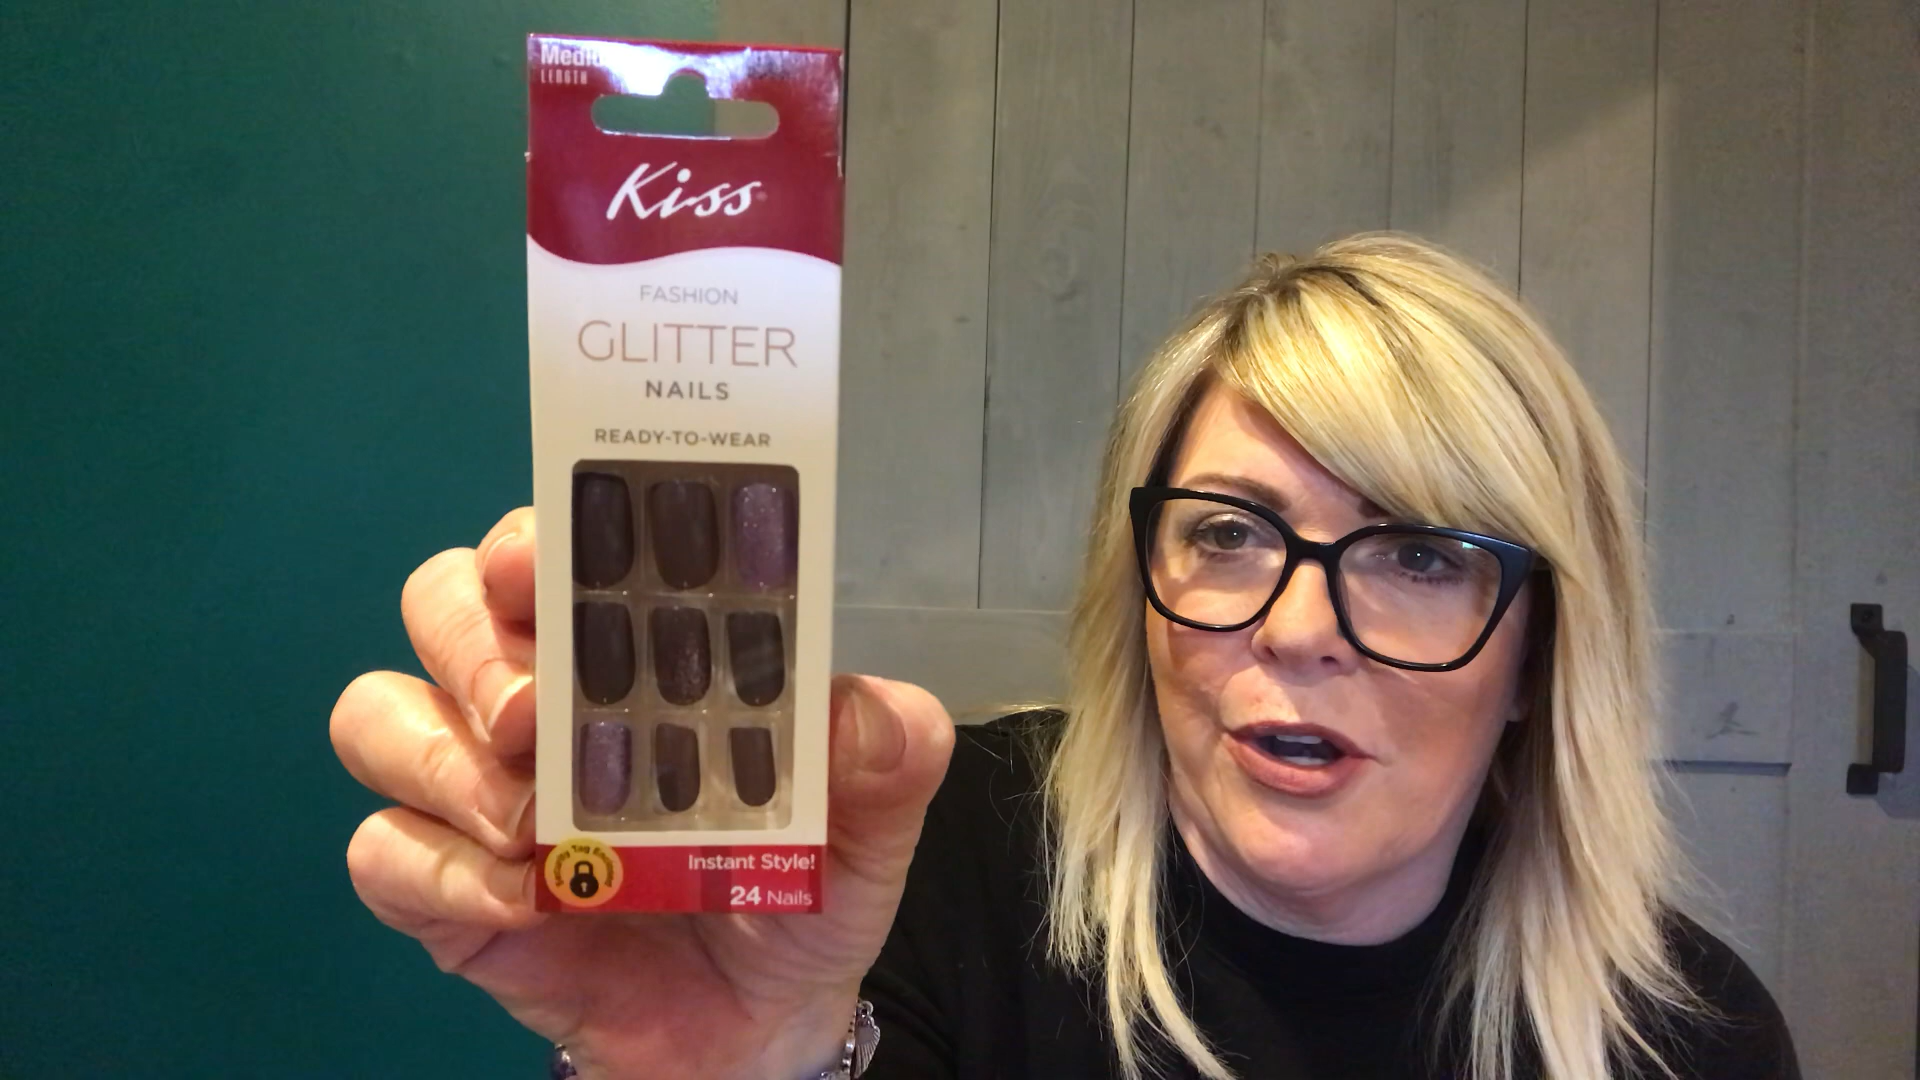 LENGTH
Kiss
FASHION
GLITTER
NAILS
READY-TO-WEAR
Instant Style!
24 Nails